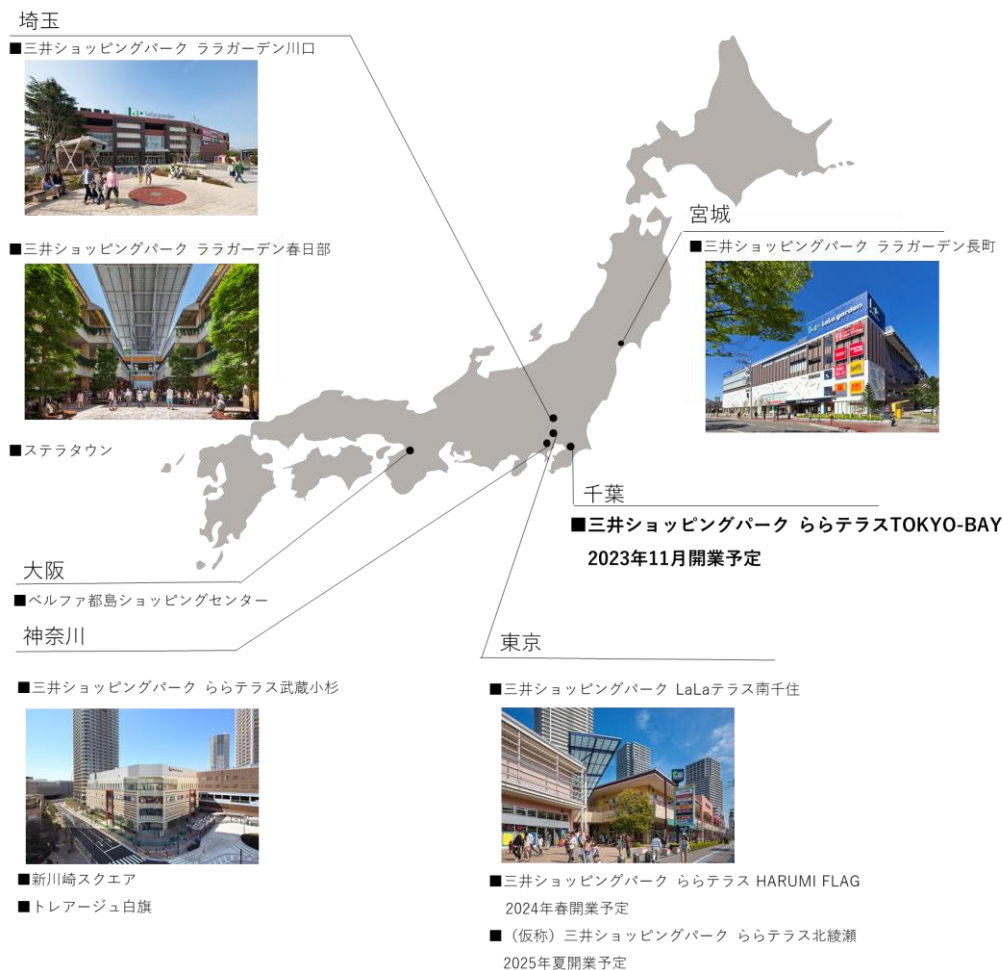 埼玉
■三井ショッピングパーク ララガーデン川口
Lalagarden
■三井ショッピングパーク ララガーデン春日部
■ステラタウン
宮城
■三井ショッピングパーク ララガーデン長町
Lalagarden
千葉
■三井ショッピングパーク ららテラスTOKYO-BAY
2023年11月開業予定
大阪
■ベルファ都島ショッピングセンター
神奈川
■三井ショッピングパーク ららテラス武蔵小杉
■新川崎スクエア
■トレアージュ白旗
東京
■三井ショッピングパーク LaLaテラス南千住
■三井ショッピングパーク ららテラス HARUMI FLAG
2024年春開業予定
■（仮称）三井ショッピングパーク ららテラス北綾瀬
2025年夏開業予定